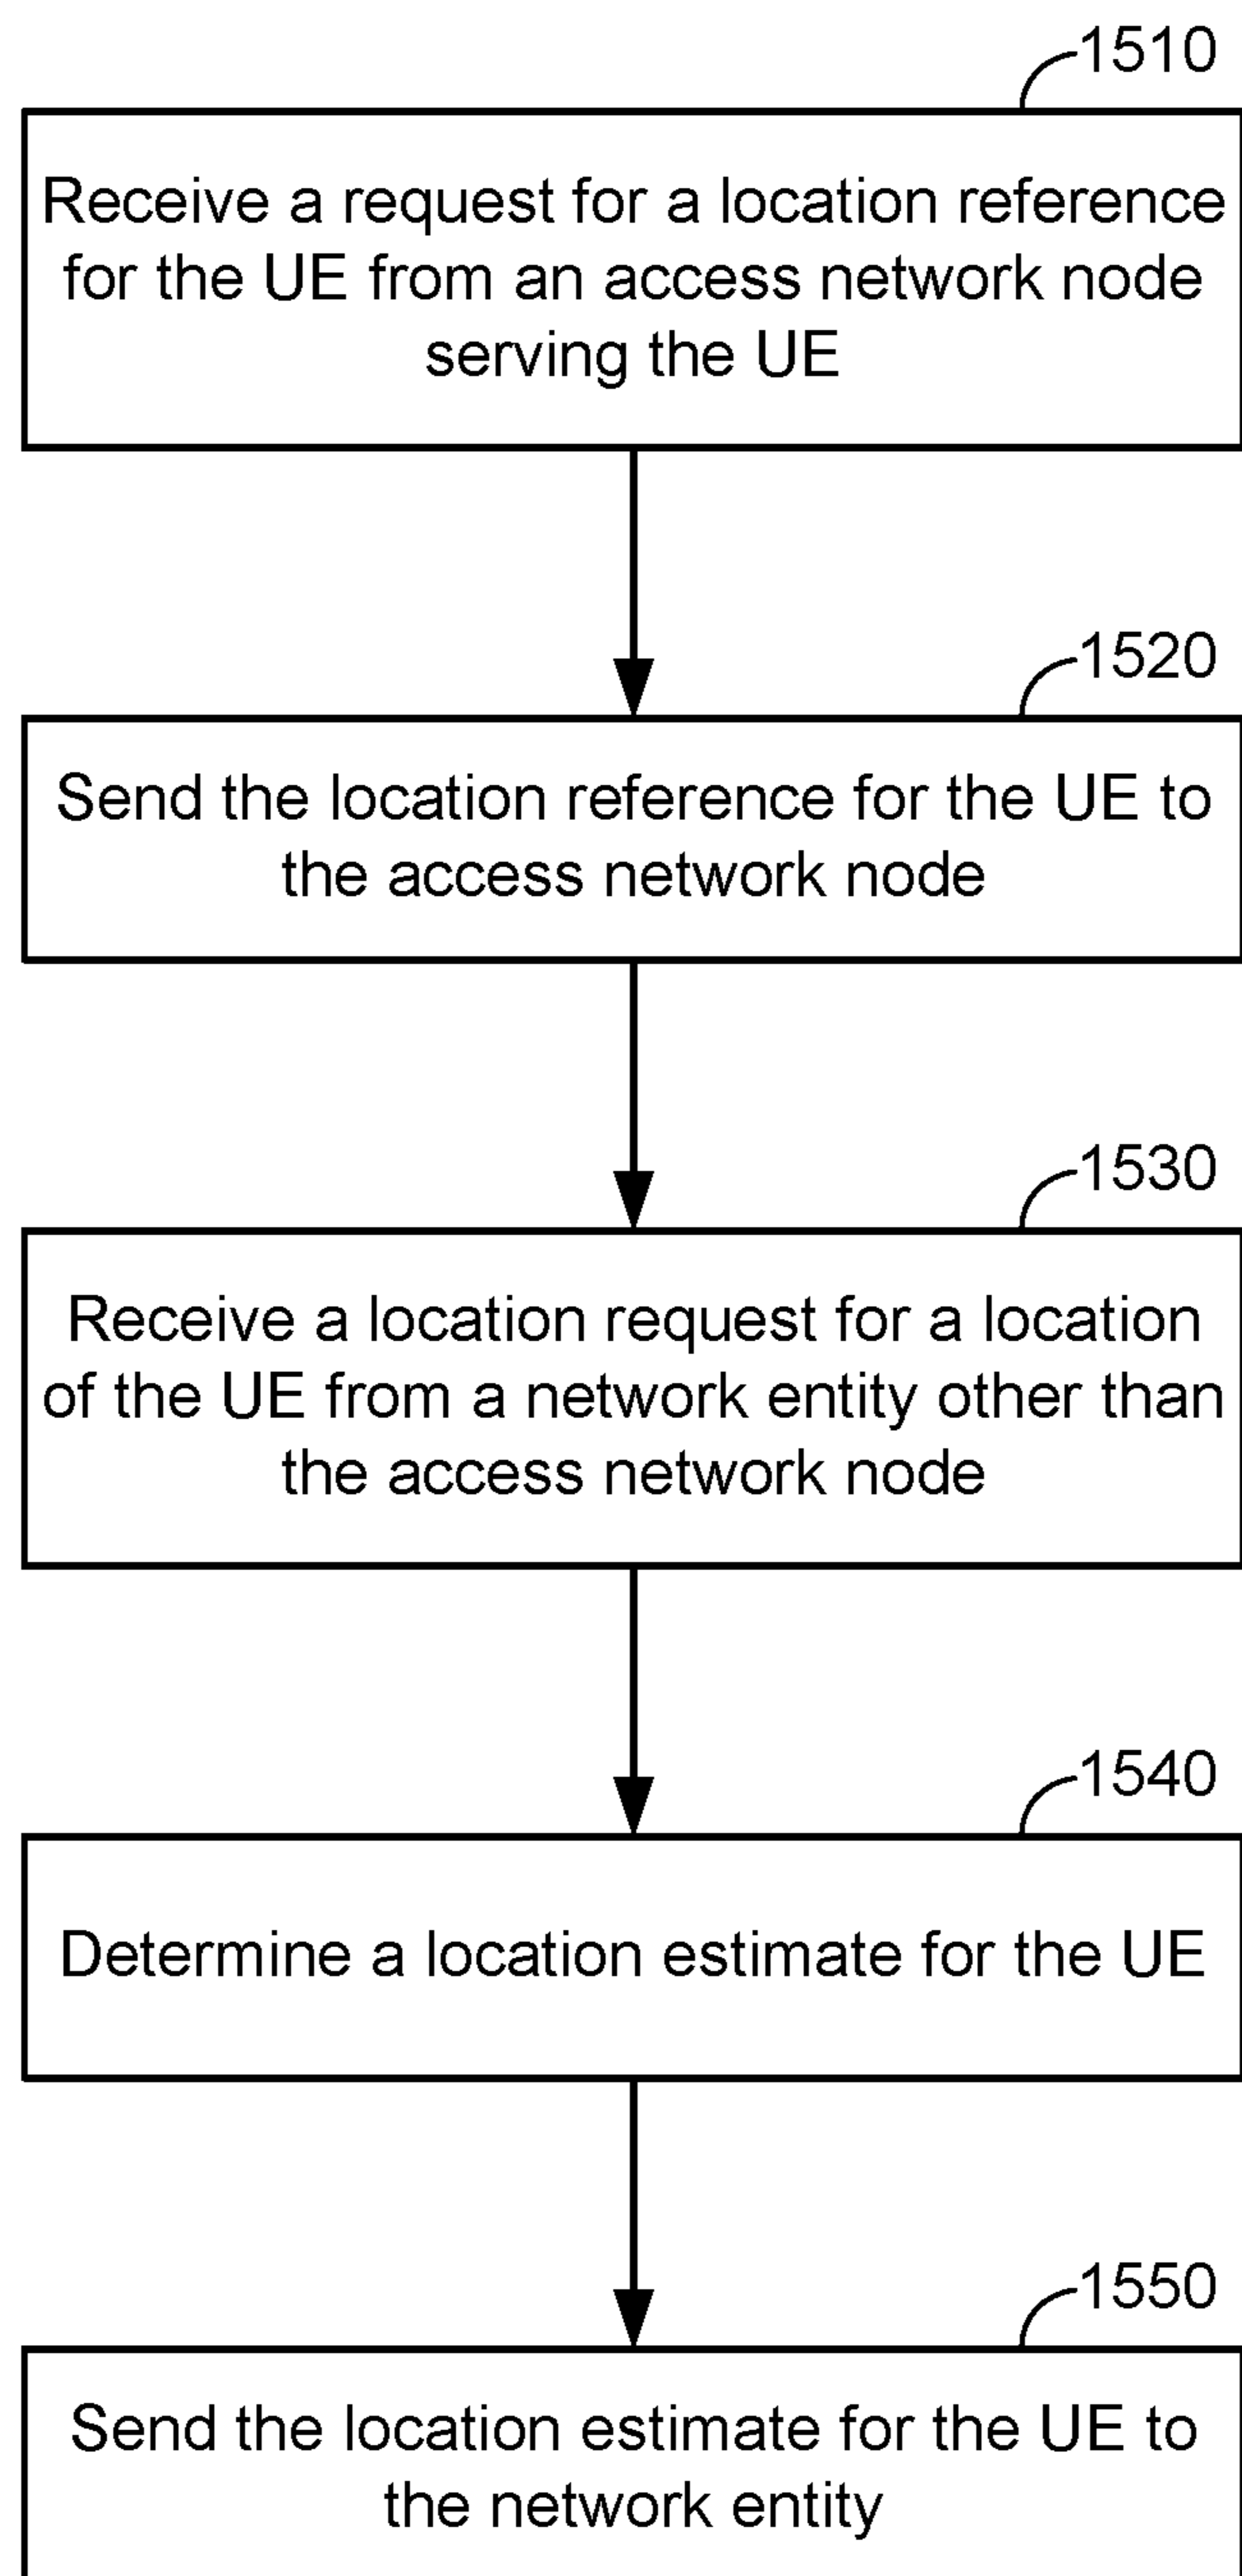 1510
Receive a request for a location reference
for the UE from an access network node
serving the UE
1520
Send the location reference for the UE to
the access network node
1530
Receive a location request for a location
of the UE from a network entity other than
the access network node
1540
Determine a location estimate for the UE
1550
Send the location estimate for the UE to
the network entity